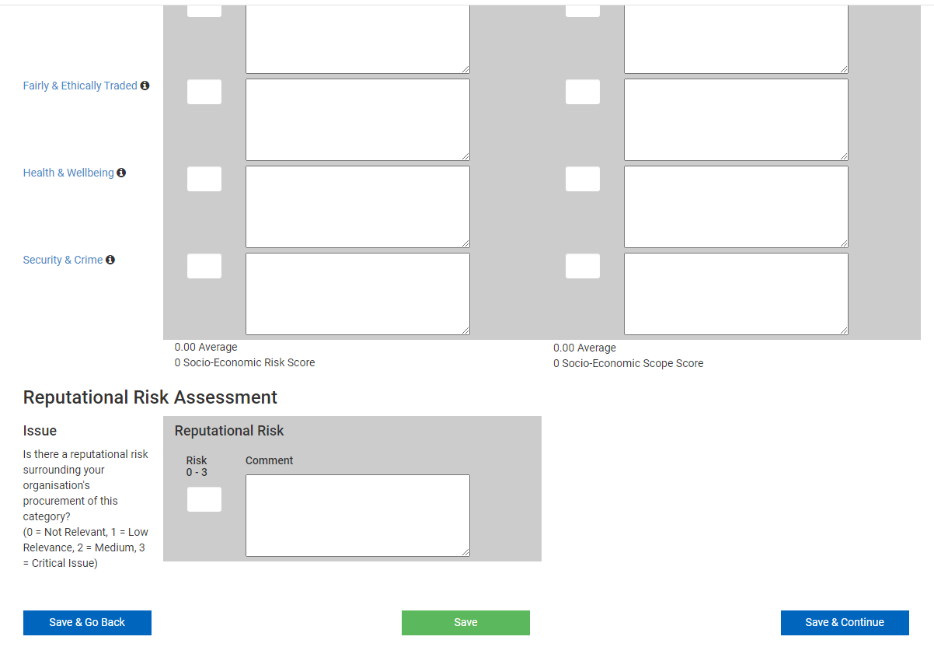 Fairly & Ethically Traded
Health & Wellbeing
Security & Crime
0.00 Average
0 Socio-Economic Risk Score
0.00 Average
0 Socio-Economic Scope Score
Reputational Risk Assessment
Issue
Is there a reputational risk
surrounding your
organisation's
procurement of this
category?
(0 = Not Relevant, 1 = Low
Relevance, 2 = Medium, 3
= Critical Issue)
Reputational Risk
Risk
0 - 3
Comment
Save & Go Back
Save
Save & Continue